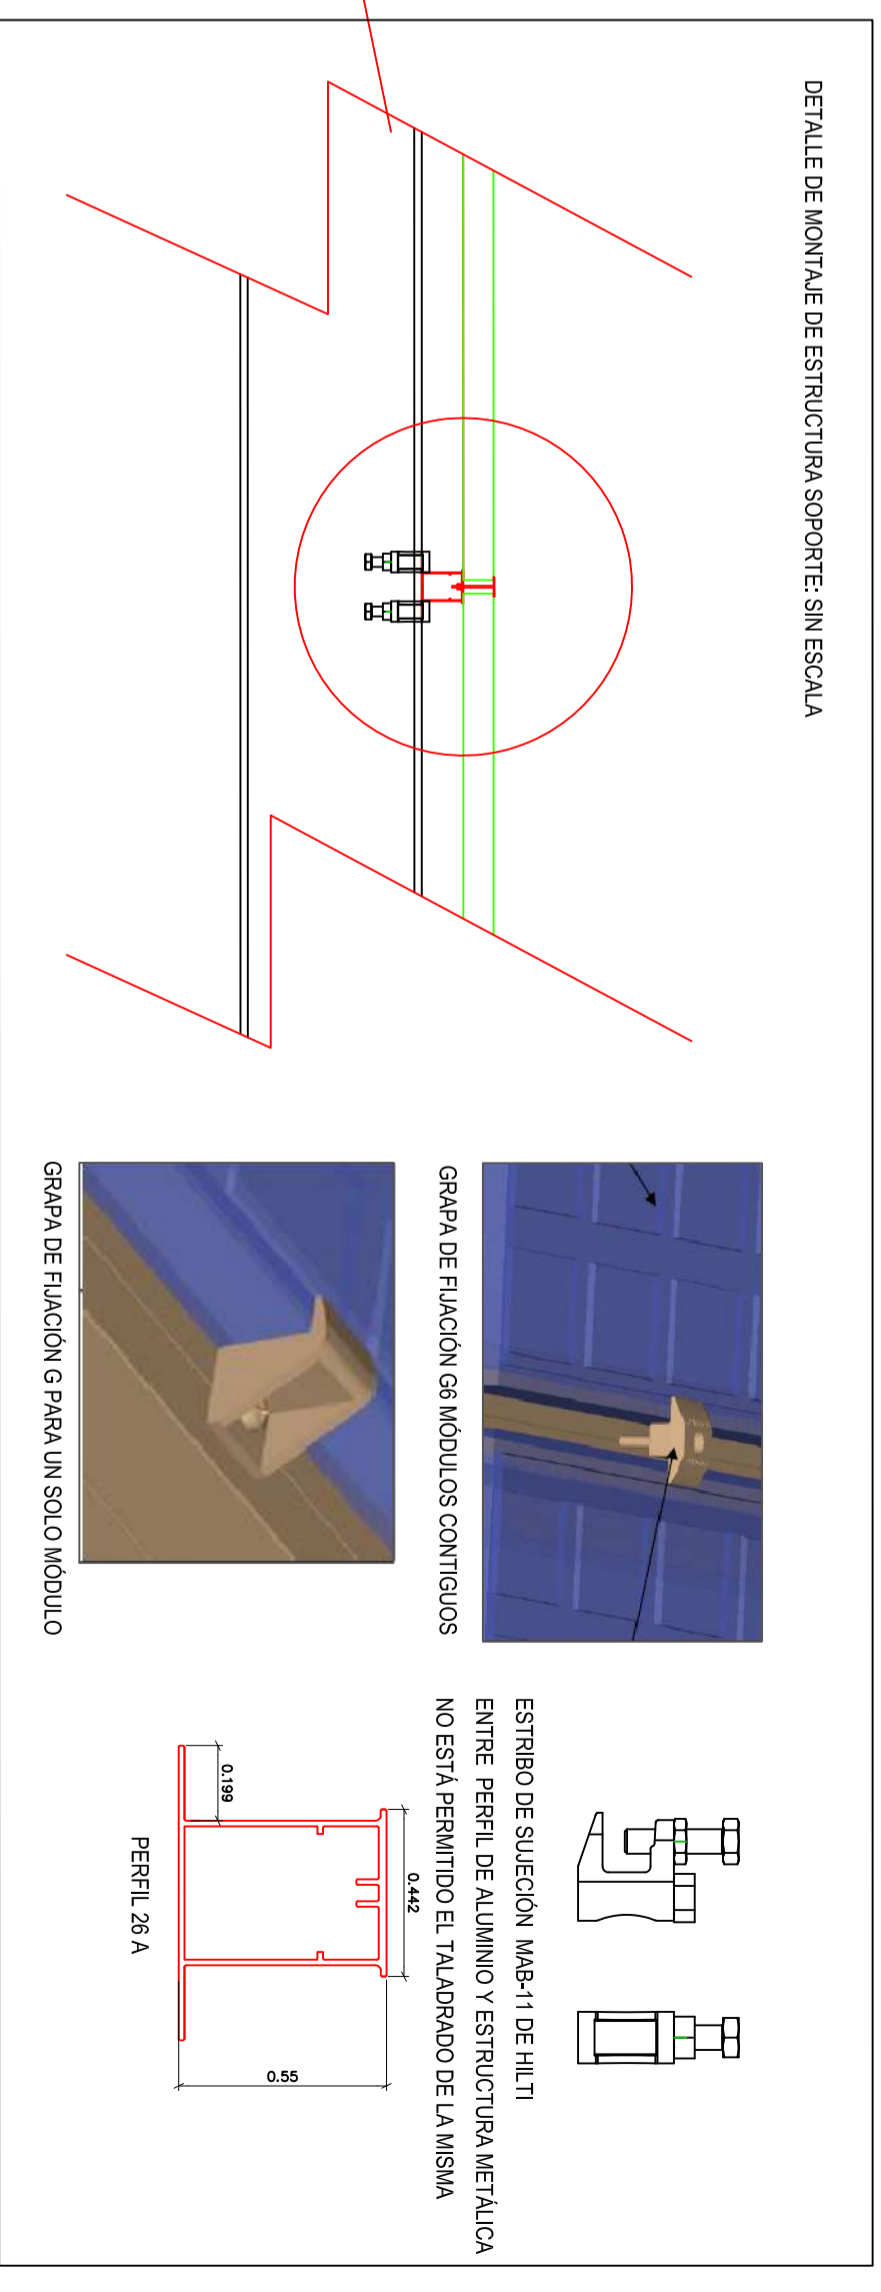 DETALLE DE MONTAJE DE ESTRUCTURA SOPORTE: SIN ESCALA
GRAPA DE FIJACIÓN G6 MÓDULOS CONTIGUOS
GRAPA DE FIJACIÓN G PARA UN SOLO MÓDULO
ESTRIBO DE SUJECIÓN MAB-11 DE HILTI
ENTRE PERFIL DE ALUMINIO Y ESTRUCTURA METÁLICA
NO ESTÁ PERMITIDO EL TALADRADO DE LA MISMA
0.442
0.55
0.199
PERFIL 26 A